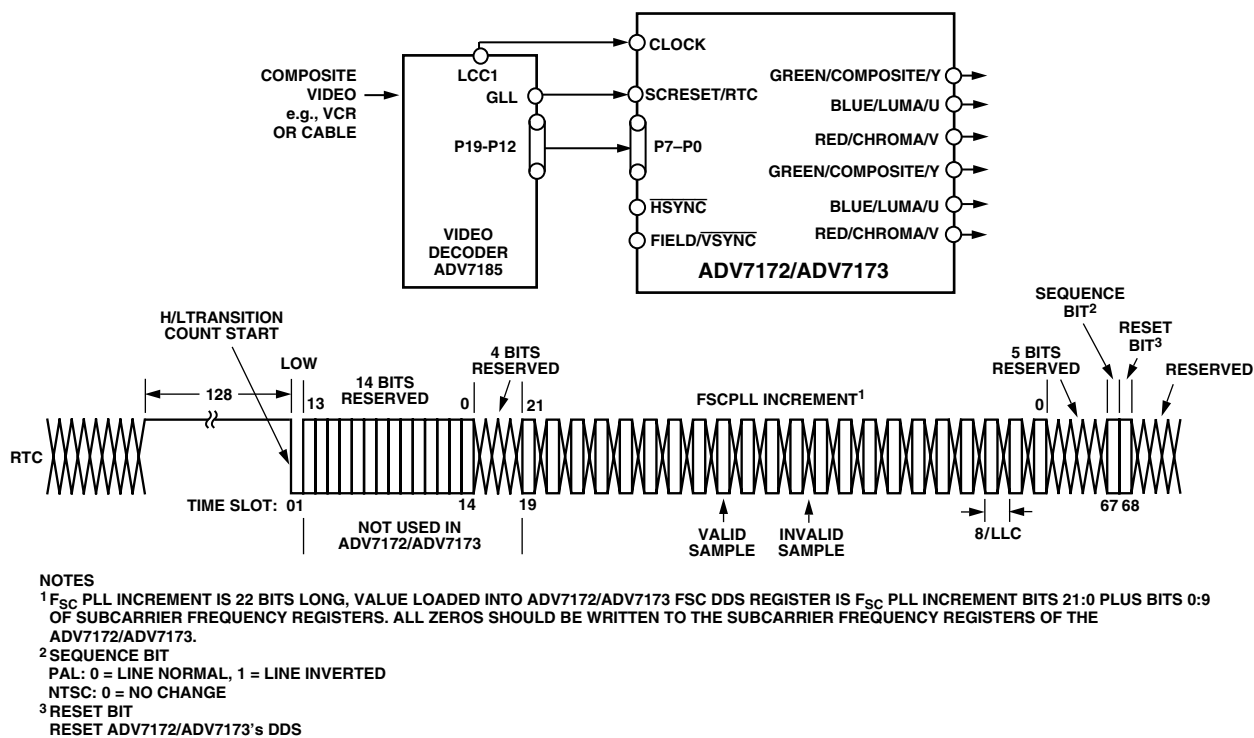 COMPOSITE
VIDEO
e.g., VCR
OR CABLE
LCC1
GLL
P19-P12
VIDEO
DECODER
ADV7185
CLOCK
SCRESET/RTC
P7–P0
HSYNC
FIELD/VSYNC
GREEN/COMPOSITE/Y
BLUE/LUMA/U
RED/CHROMA/V
GREEN/COMPOSITE/Y
BLUE/LUMA/U
RED/CHROMA/V
ADV7172/ADV7173
H/LTRANSITION
COUNT START
LOW
128
13
14 BITS
RESERVED
0
4 BITS
RESERVED
21
FSCPLL INCREMENT1
0
5 BITS
RESERVED
SEQUENCE
BIT2
RESET
BIT3
RESERVED
RTC
TIME SLOT: 01
14
19
67 68
NOT USED IN
ADV7172/ADV7173
VALID
SAMPLE
INVALID
SAMPLE
8/LLC
NOTES
1FSC PLL INCREMENT IS 22 BITS LONG, VALUE LOADED INTO ADV7172/ADV7173 FSC DDS REGISTER IS FSC PLL INCREMENT BITS 21:0 PLUS BITS 0:9
OF SUBCARRIER FREQUENCY REGISTERS. ALL ZEROS SHOULD BE WRITTEN TO THE SUBCARRIER FREQUENCY REGISTERS OF THE
ADV7172/ADV7173.
2SEQUENCE BIT
PAL: 0 = LINE NORMAL, 1 = LINE INVERTED
NTSC: 0 = NO CHANGE
3RESET BIT
RESET ADV7172/ADV7173's DDS